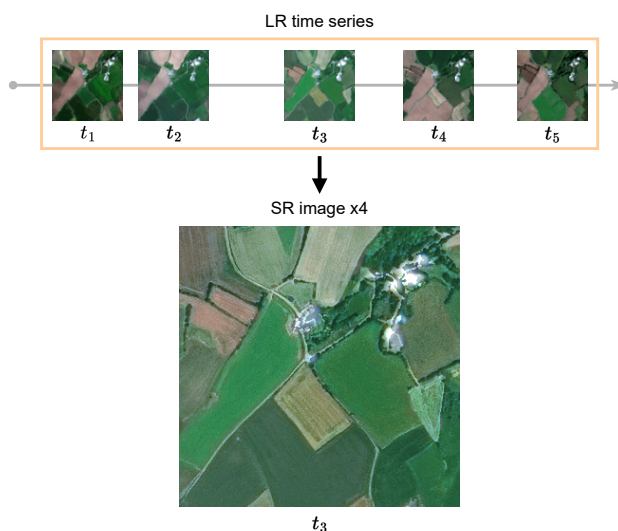 LR time series
t₁ t₂ t₃ t₄ t₅
SR image x4
t₃